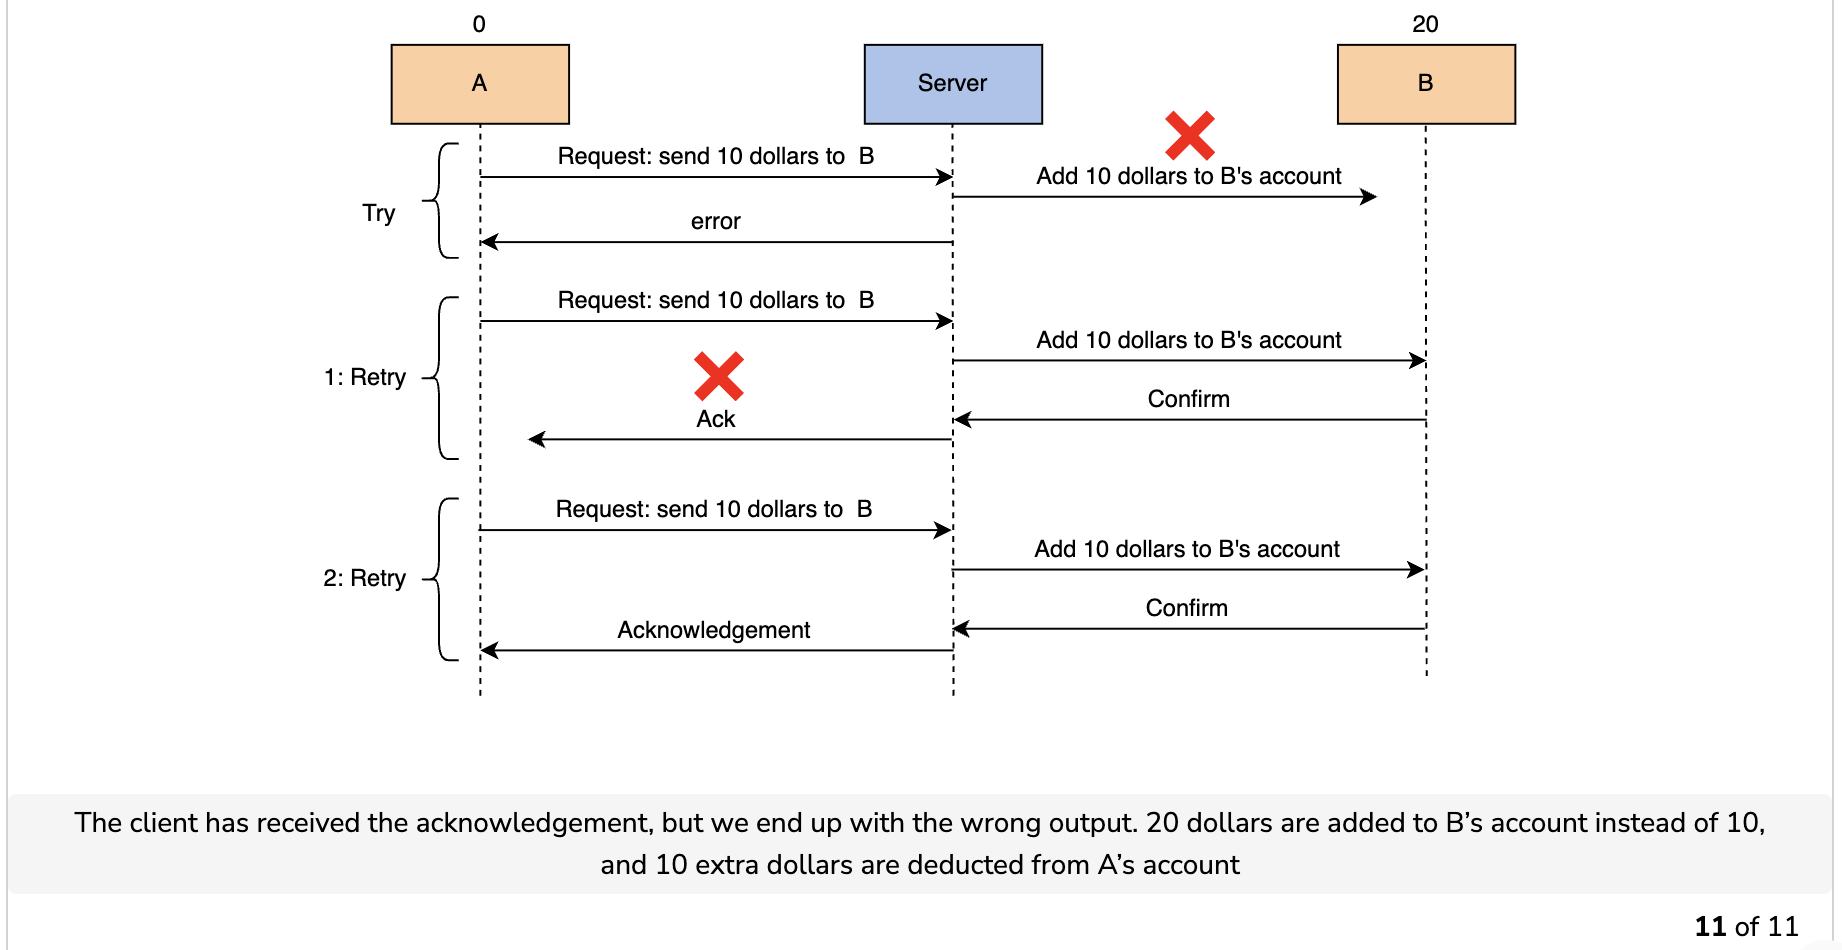 0
20
A
Server
B
Request: send 10 dollars to B
Add 10 dollars to B's account
Try
error
Request: send 10 dollars to B
Add 10 dollars to B's account
1: Retry
Confirm
Ack
Request: send 10 dollars to B
Add 10 dollars to B's account
2: Retry
Confirm
Acknowledgement
The client has received the acknowledgement, but we end up with the wrong output. 20 dollars are added to B’s account instead of 10,
and 10 extra dollars are deducted from A’s account
11 of 11